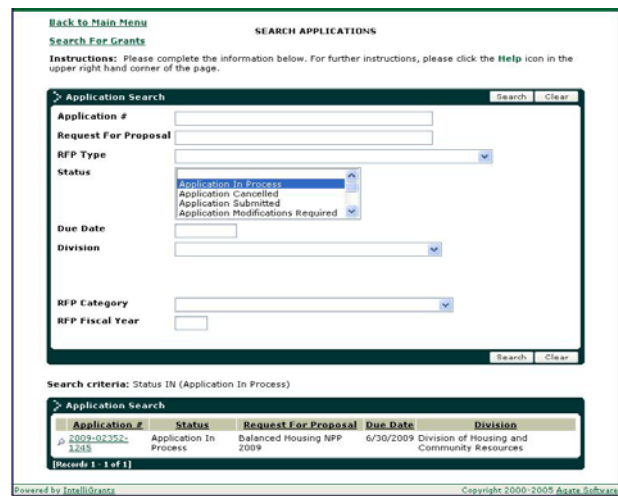 Back to Main Menu
SEARCH APPLICATIONS
Search For Grants
Instructions: Please complete the information below. For further instructions, please click the Help icon in the
upper right hand corner of the page.
Application Search
Search Clear
Application #
Request For Proposal
RFP Type
Status
Application In Process
Application Cancelled
Application Submitted
Application Modifications Required
Due Date
Division
RFP Category
RFP Fiscal Year
Search Clear
Search criteria: Status IN (Application In Process)
Application Search
Application # Status Request For Proposal Due Date Division
2009-02352- Application In Balanced Housing NPP 6/30/2009 Division of Housing and
1245 Process 2009 Community Resources
[Records 1 - 1 of 1]
Powered by IntelliGrants Copyright 2000-2005 Agate Software